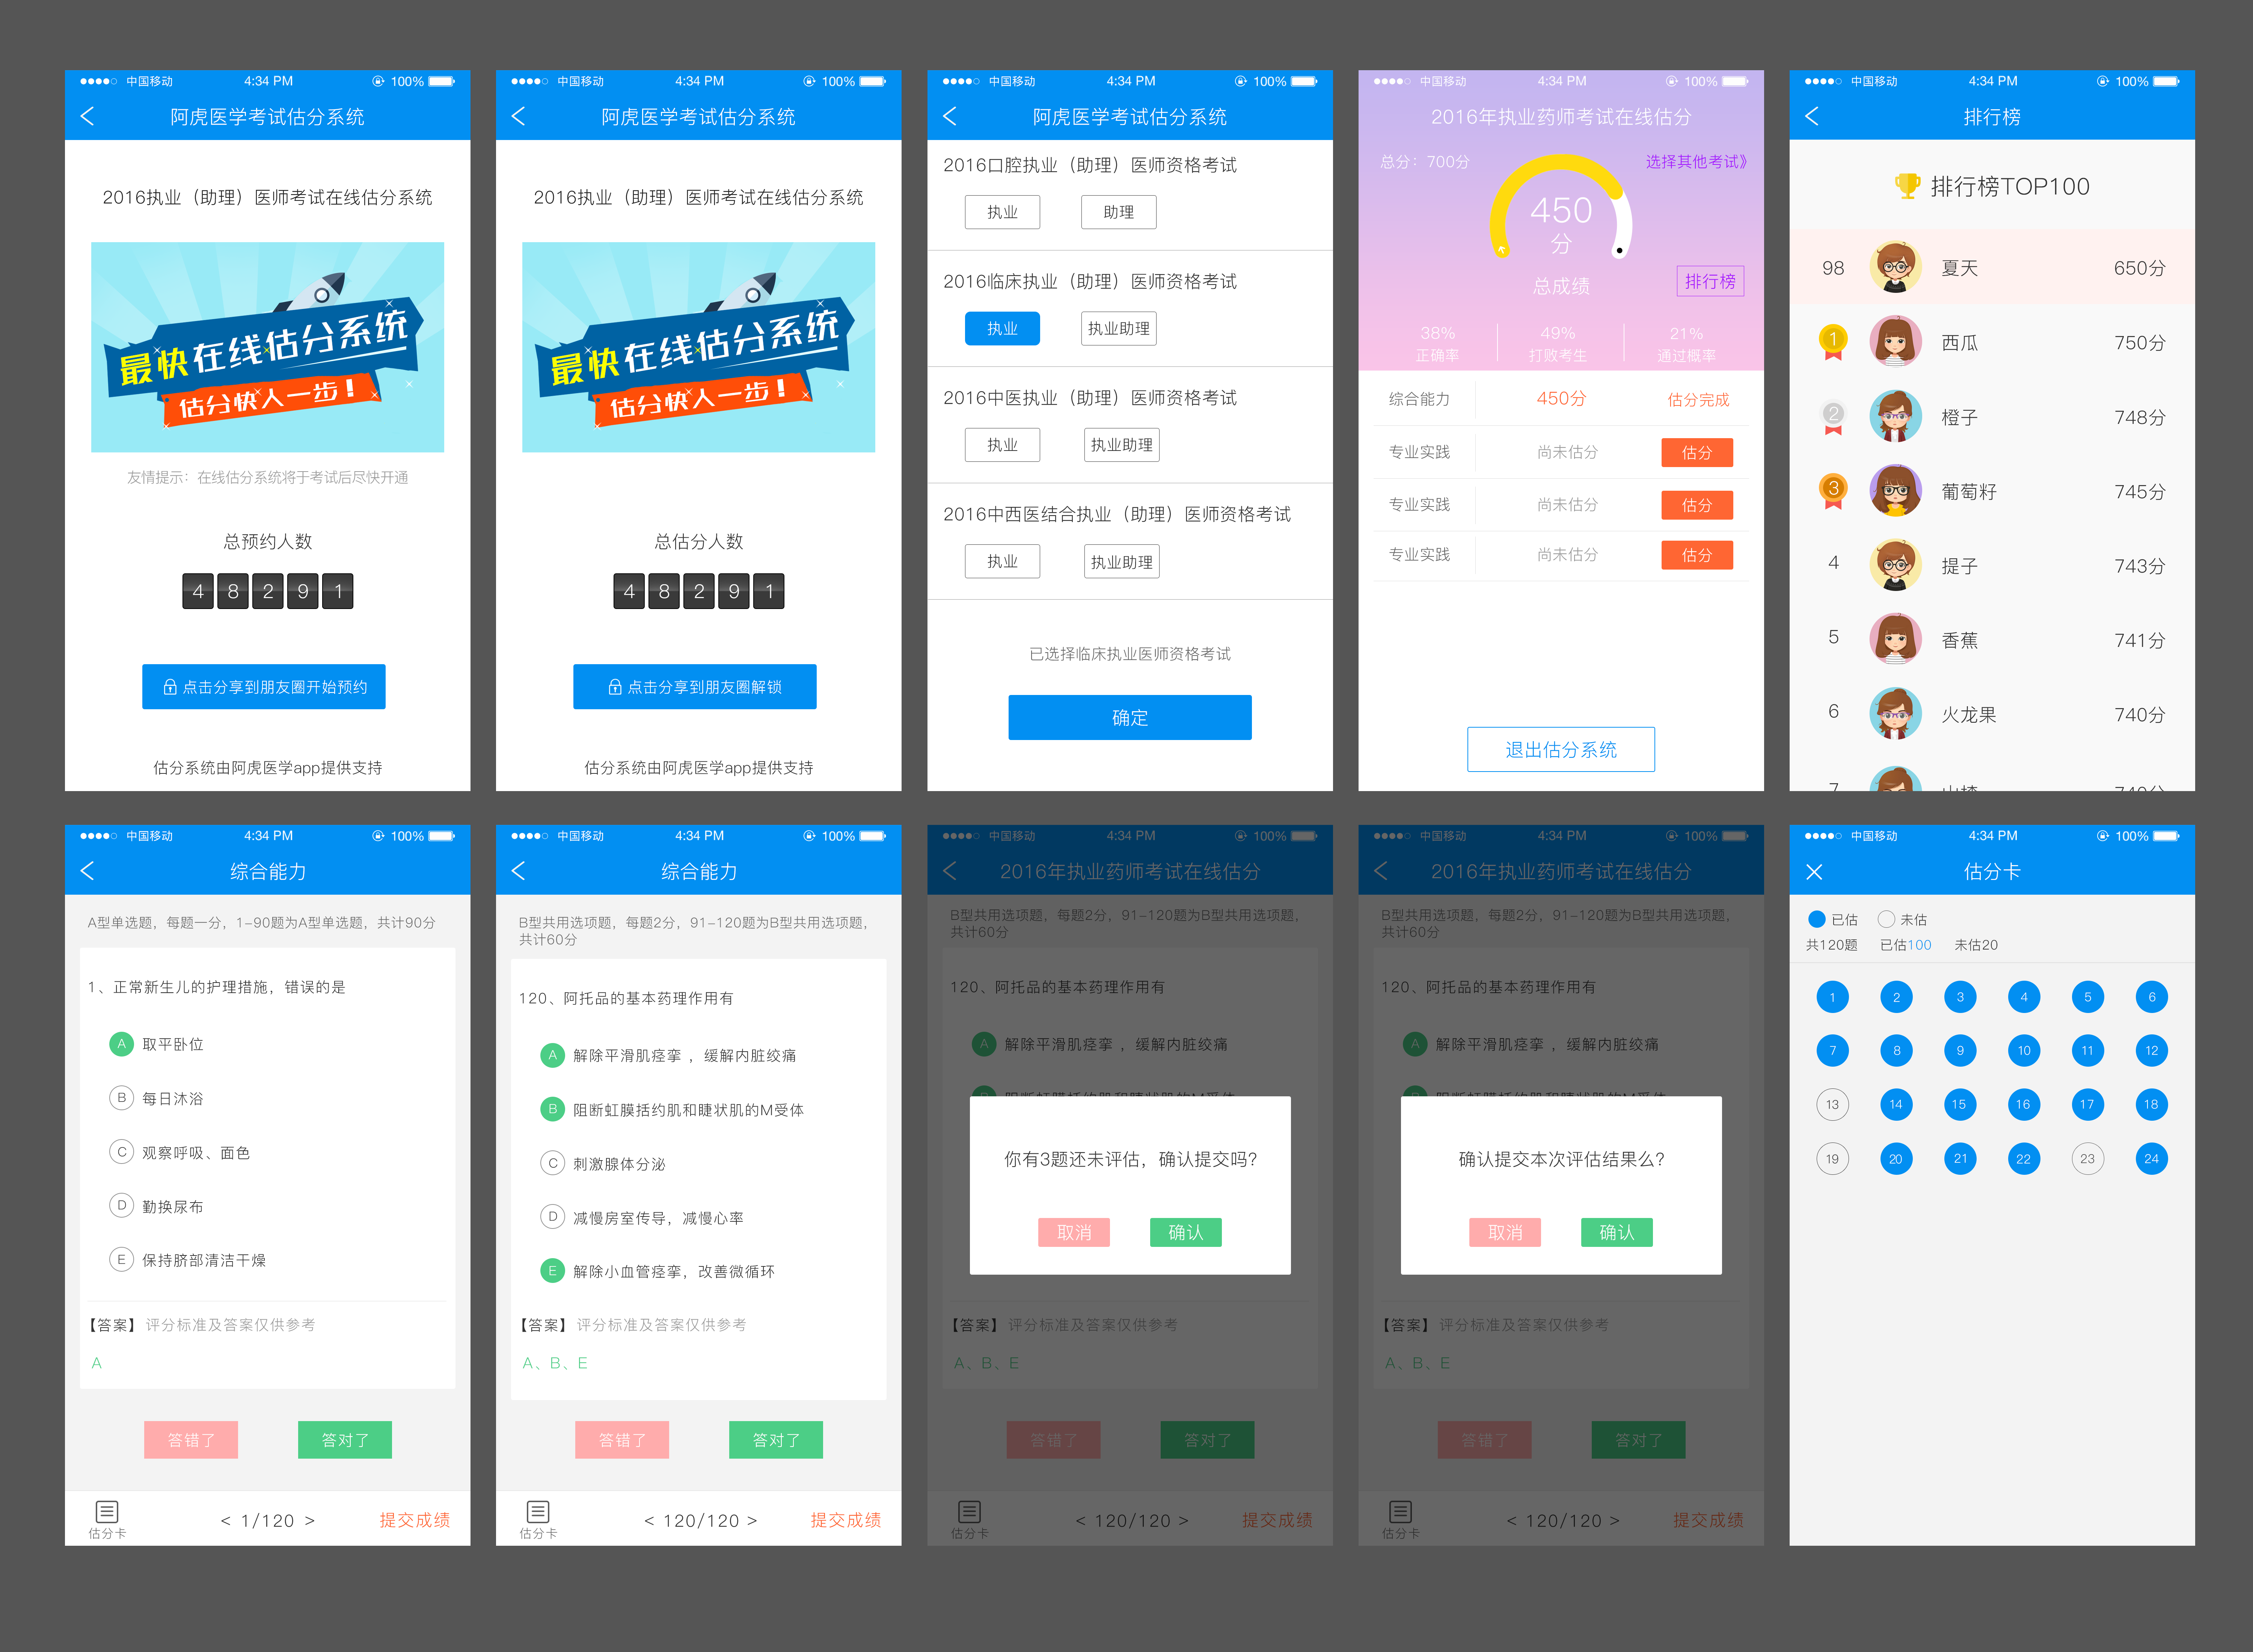 中国移动 4:34 PM 100%
阿虎医学考试估分系统
2016执业（助理）医师考试在线估分系统
最快在线估分系统
估分快人一步！
友情提示：在线估分系统将于考试后尽快开通
总预约人数
4 8 2 9 1
点击分享到朋友圈开始预约
估分系统由阿虎医学app提供支持
中国移动 4:34 PM 100%
阿虎医学考试估分系统
2016执业（助理）医师考试在线估分系统
最快在线估分系统
估分快人一步！
总估分人数
4 8 2 9 1
点击分享到朋友圈解锁
估分系统由阿虎医学app提供支持
中国移动 4:34 PM 100%
阿虎医学考试估分系统
2016口腔执业（助理）医师资格考试
执业 助理
2016临床执业（助理）医师资格考试
执业 执业助理
2016中医执业（助理）医师资格考试
执业 执业助理
2016中西医结合执业（助理）医师资格考试
执业 执业助理
已选择临床执业医师资格考试
确定
中国移动 4:34 PM 100%
2016年执业药师考试在线估分
总分：700分 选择其他考试》
450
分
总成绩 排行榜
38% 49% 21%
正确率 打败考生 通过概率
综合能力 450分 估分完成
专业实践 尚未估分 估分
专业实践 尚未估分 估分
专业实践 尚未估分 估分
退出估分系统
中国移动 4:34 PM 100%
排行榜
排行榜TOP100
98 夏天 650分
1 西瓜 750分
2 橙子 748分
3 葡萄籽 745分
4 提子 743分
5 香蕉 741分
6 火龙果 740分
中国移动 4:34 PM 100%
综合能力
A型单选题，每题一分，1-90题为A型单选题，共计90分
1、正常新生儿的护理措施，错误的是
A 取平卧位
B 每日沐浴
C 观察呼吸、面色
D 勤换尿布
E 保持脐部清洁干燥
【答案】 评分标准及答案仅供参考
A
答错了 答对了
估卡分 < 1/120 > 提交成绩
中国移动 4:34 PM 100%
综合能力
B型共用选项题，每题2分，91-120题为B型共用选项题，
共计60分
120、阿托品的基本药理作用有
A 解除平滑肌痉挛 ，缓解内脏绞痛
B 阻断虹膜括约肌和睫状肌的M受体
C 刺激腺体分泌
D 减慢房室传导，减慢心率
E 解除小血管痉挛，改善微循环
【答案】 评分标准及答案仅供参考
A、B、E
答错了 答对了
估分卡 < 120/120 > 提交成绩
中国移动 4:34 PM 100%
2016年执业药师考试在线估分
B型共用选项题，每题2分，91-120题为B型共用选项题，
共计60分
120、阿托品的基本药理作用有
A 解除平滑肌痉挛 ，缓解内脏绞痛
你有3题还未评估，确认提交吗？
取消 确认
【答案】 评分标准及答案仅供参考
A、B、E
答错了 答对了
估分卡 < 120/120 > 提交成绩
中国移动 4:34 PM 100%
2016年执业药师考试在线估分
B型共用选项题，每题2分，91-120题为B型共用选项题，
共计60分
120、阿托品的基本药理作用有
A 解除平滑肌痉挛 ，缓解内脏绞痛
确认提交本次评估结果么？
取消 确认
【答案】 评分标准及答案仅供参考
A、B、E
答错了 答对了
估分卡 < 120/120 > 提交成绩
中国移动 4:34 PM 100%
估分卡
已估 未估
共120题 已估100 未估20
1 2 3 4 5 6
7 8 9 10 11 12
13 14 15 16 17 18
19 20 21 22 23 24